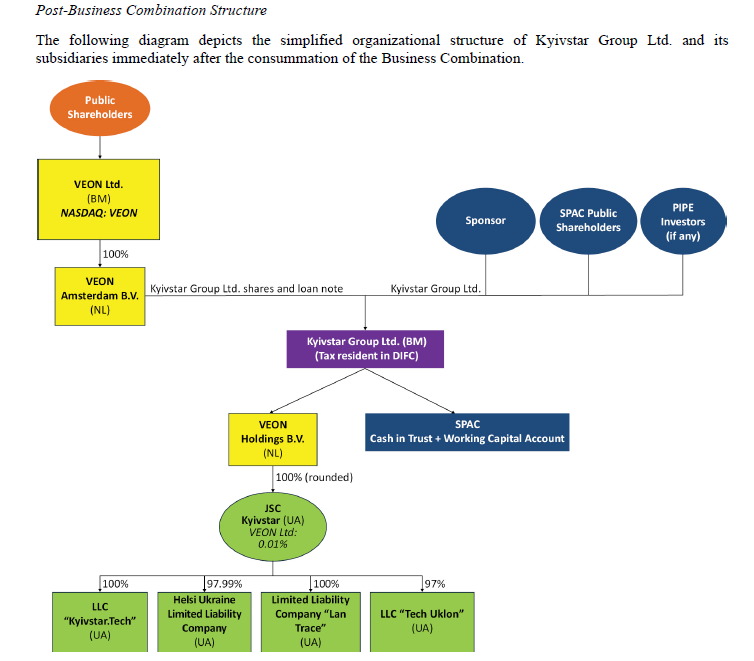 Post-Business Combination Structure
The following diagram depicts the simplified organizational structure of Kyivstar Group Ltd. and its
subsidiaries immediately after the consummation of the Business Combination.
Public
Shareholders
VEON Ltd.
(BM)
NASDAQ: VEON
100%
VEON
Amsterdam B.V.
(NL)
Sponsor
SPAC Public
Shareholders
PIPE
Investors
(if any)
Kyivstar Group Ltd. shares and loan note
Kyivstar Group Ltd.
Kyivstar Group Ltd. (BM)
(Tax resident in DIFC)
VEON
Holdings B.V.
(NL)
SPAC
Cash in Trust + Working Capital Account
100% (rounded)
JSC
Kyivstar (UA)
VEON Ltd:
0.01%
100%
97.99%
100%
97%
LLC
"Kyivstar.Tech"
(UA)
Helsi Ukraine
Limited Liability
Company
(UA)
Limited Liability
Company "Lan
Trace"
(UA)
LLC "Tech Uklon"
(UA)